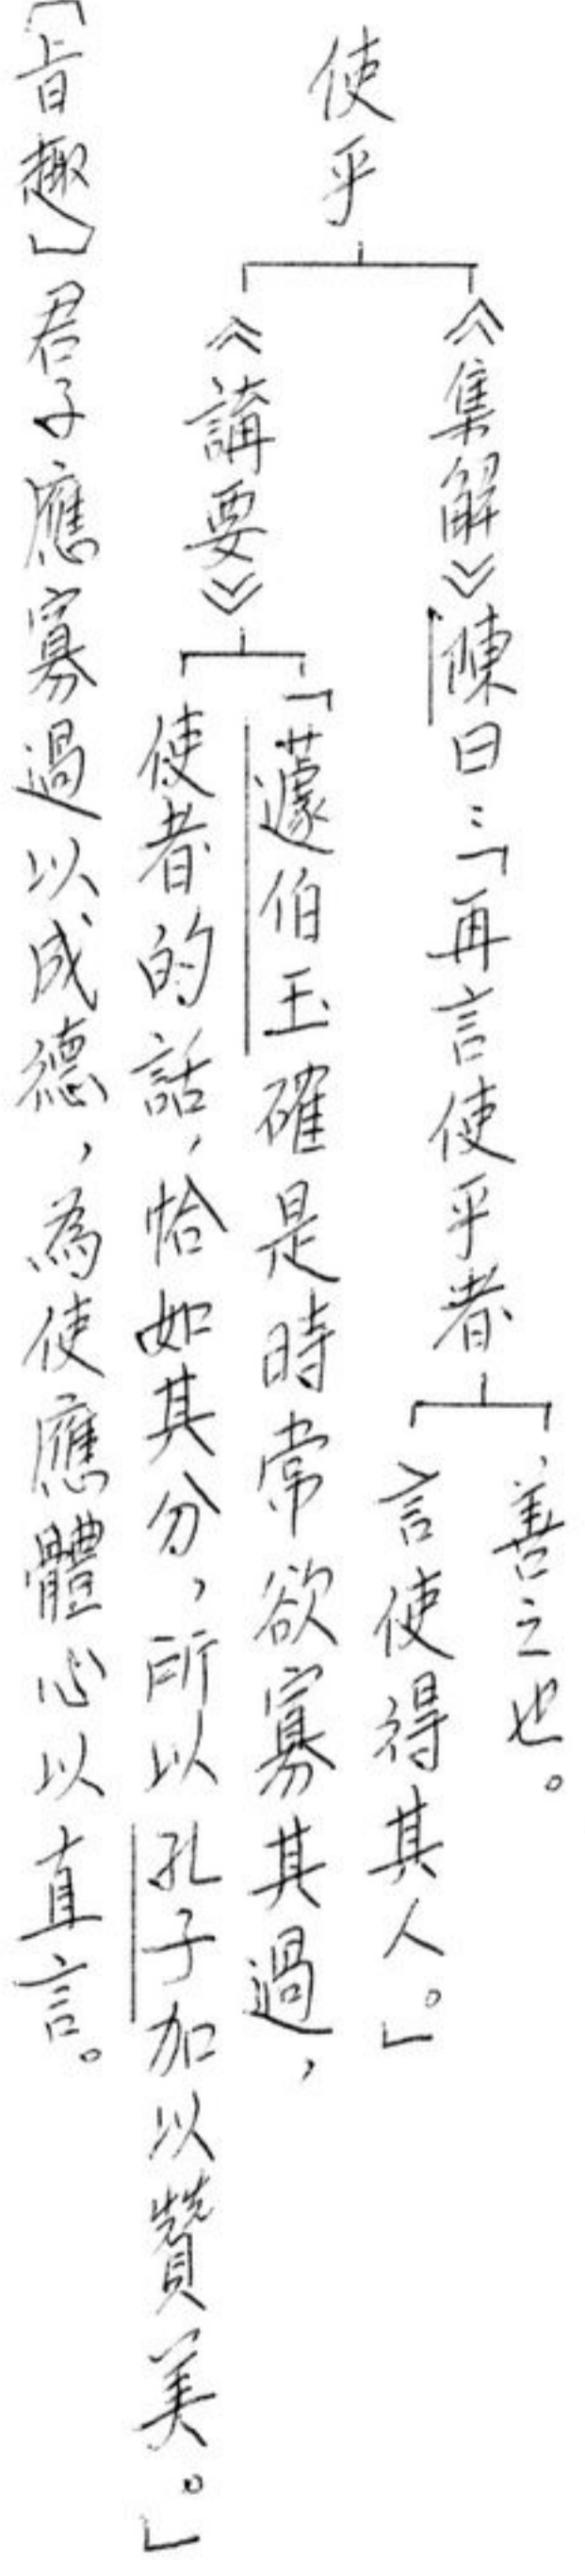 使乎
《集解》陳曰：「再言使乎者
善之也。
言使得其人。」
《講要》
「蘧伯玉確是時常欲寡其過，
使者的話，恰如其分，所以孔子加以贊美。」
［旨趣］君子應寡過以成德，為使應體心以直言。